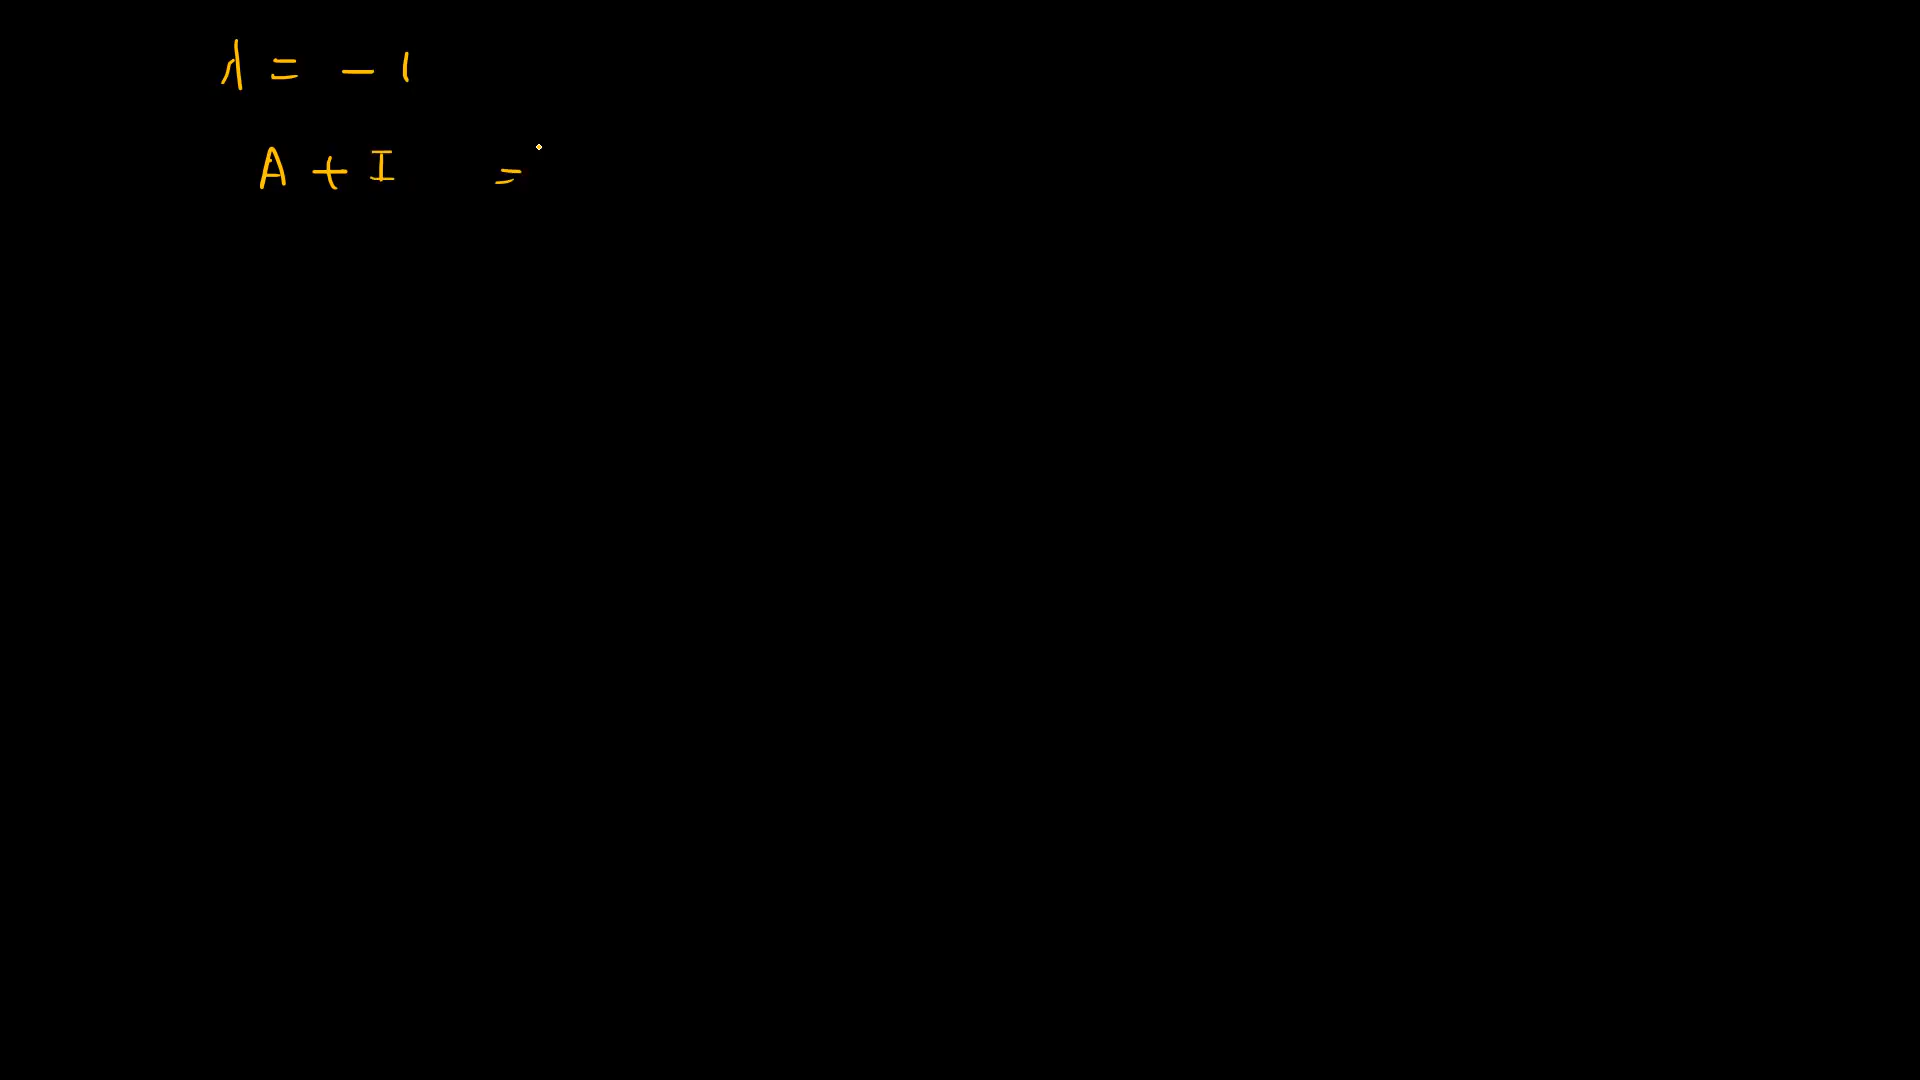 λ = - 1
A + I =